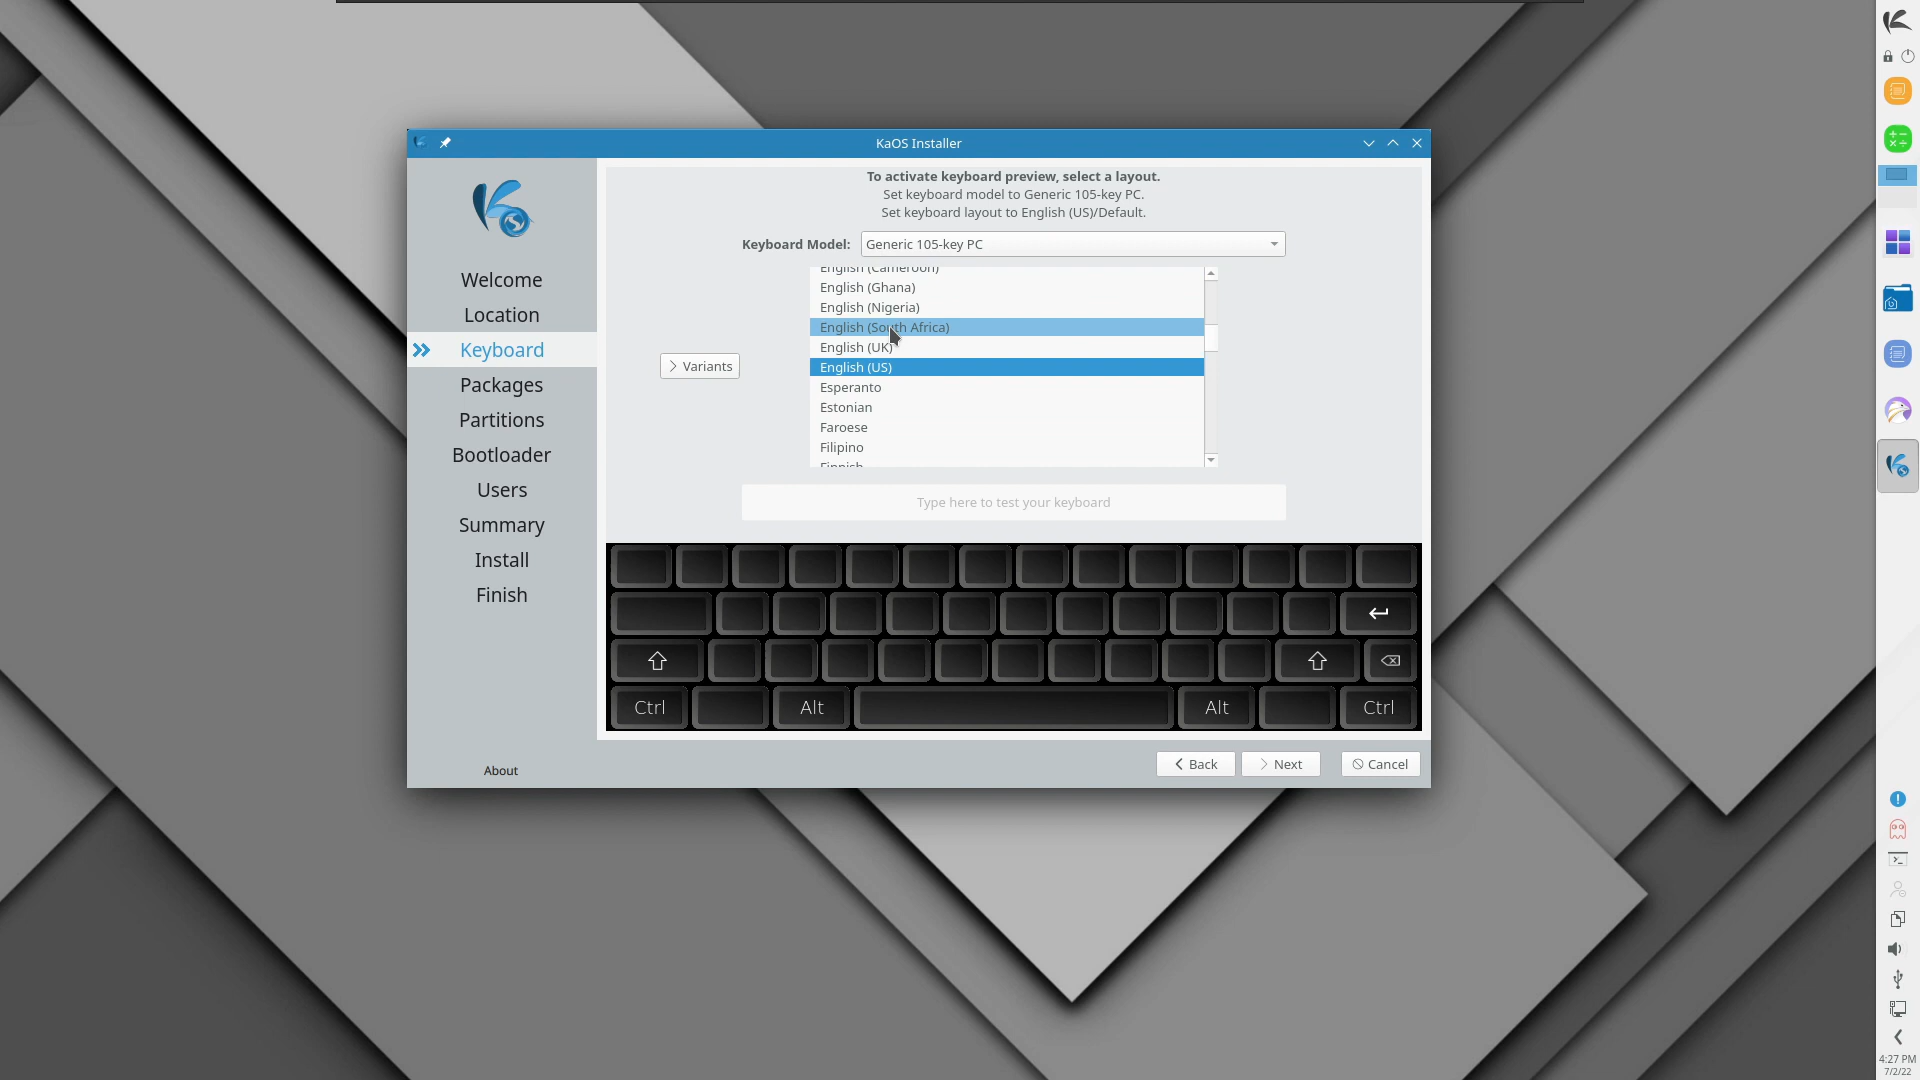 KaOS Installer
Welcome
Location
Keyboard
Packages
Partitions
Bootloader
Users
Summary
Install
Finish
About
To activate keyboard preview, select a layout.
Set keyboard model to Generic 105-key PC.
Set keyboard layout to English (US)/Default.
Keyboard Model: Generic 105-key PC
Variants
English (Cameroon)
English (Ghana)
English (Nigeria)
English (South Africa)
English (UK)
English (US)
Esperanto
Estonian
Faroese
Filipino
Finnish
Type here to test your keyboard
Ctrl Alt Alt Ctrl
Back Next Cancel
4:27 PM
7/2/22